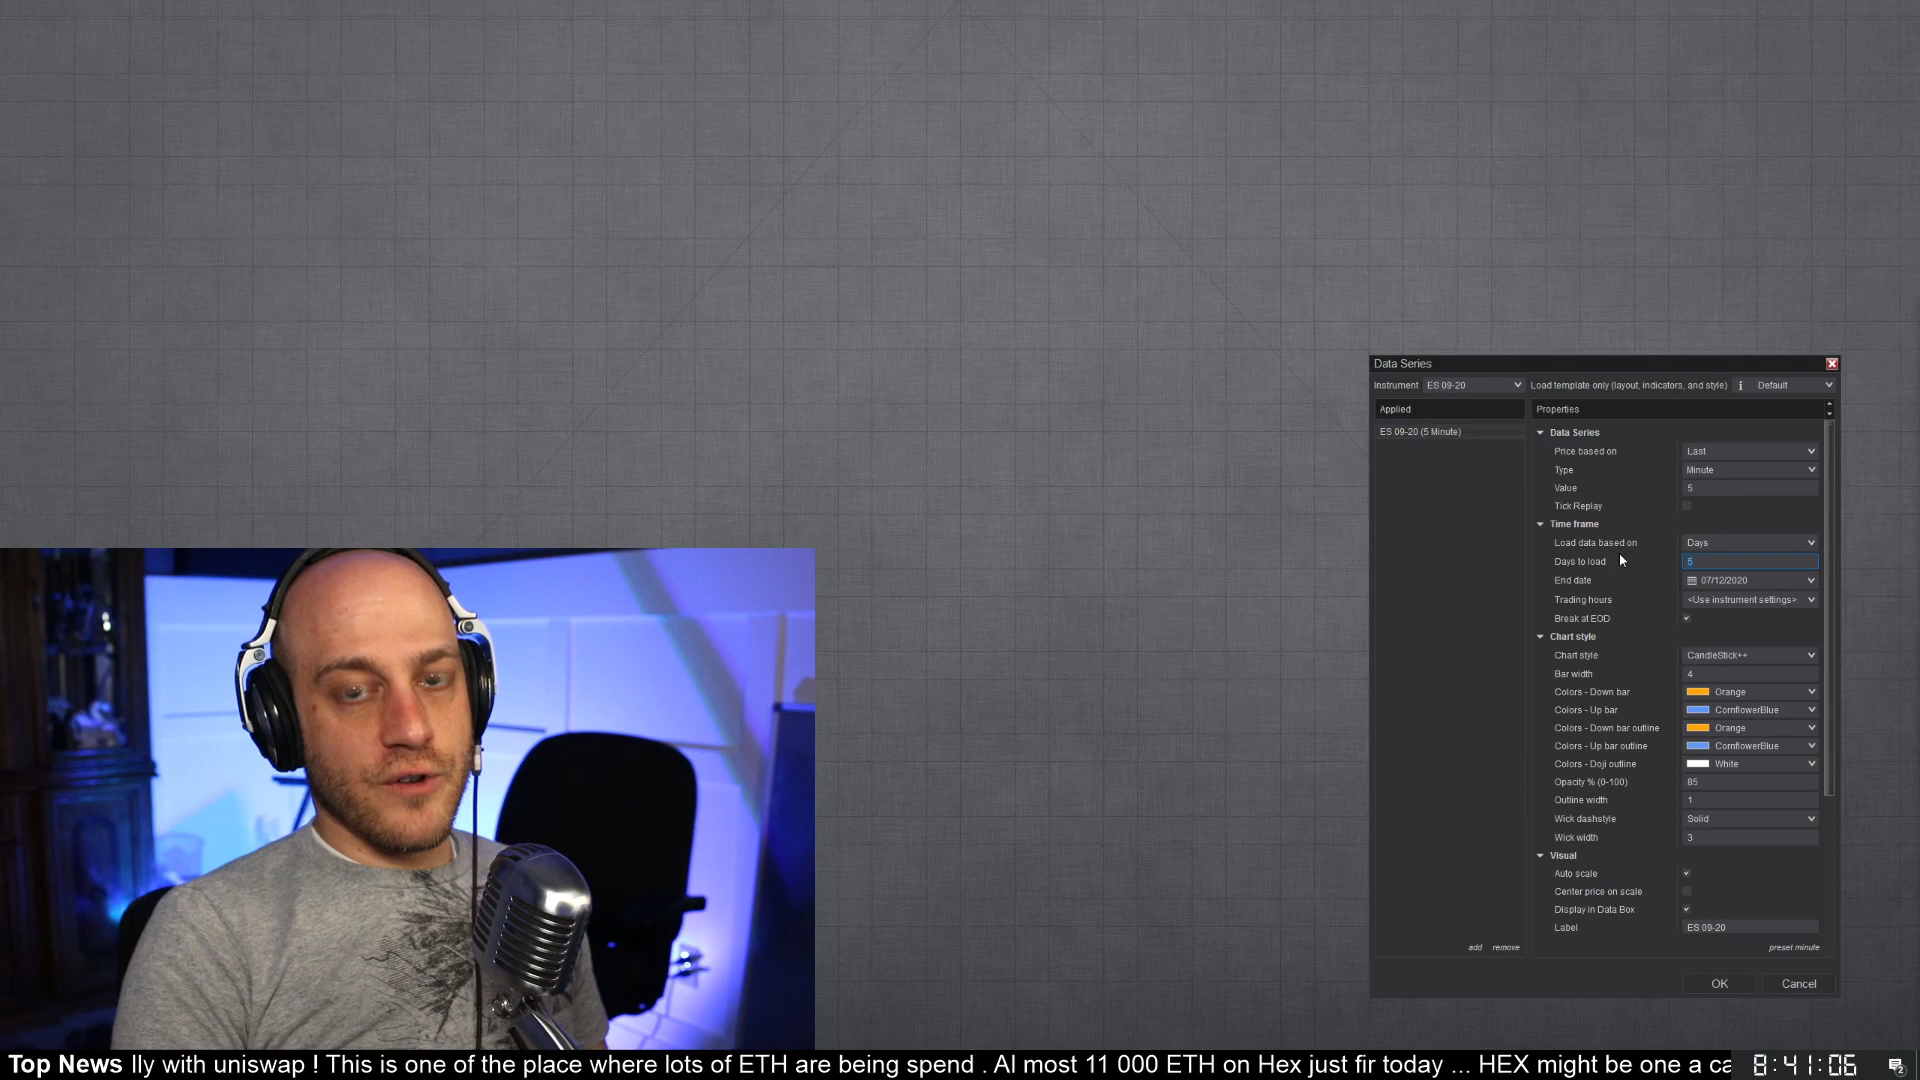 Data Series
Instrument ES 09-20 Load template only (layout, indicators, and style) i Default
Applied
Properties
ES 09-20 (5 Minute)
Data Series
Price based on Last
Type Minute
Value 5
Tick Replay
Time frame
Load data based on Days
Days to load 5
End date 07/12/2020
Trading hours <Use instrument settings>
Break at EOD
Chart style
Chart style CandleStick++
Bar width 4
Colors - Down bar Orange
Colors - Up bar CornflowerBlue
Colors - Down bar outline Orange
Colors - Up bar outline CornflowerBlue
Colors - Doji outline White
Opacity % (0-100) 85
Outline width 1
Wick dashstyle Solid
Wick width 3
Visual
Auto scale
Center price on scale
Display in Data Box
Label ES 09-20
add remove
preset minute
OK Cancel
Top News lly with uniswap ! This is one of the place where lots of ETH are being spend . Al most 11 000 ETH on Hex just fir today ... HEX might be one a ca
8:41:06
2